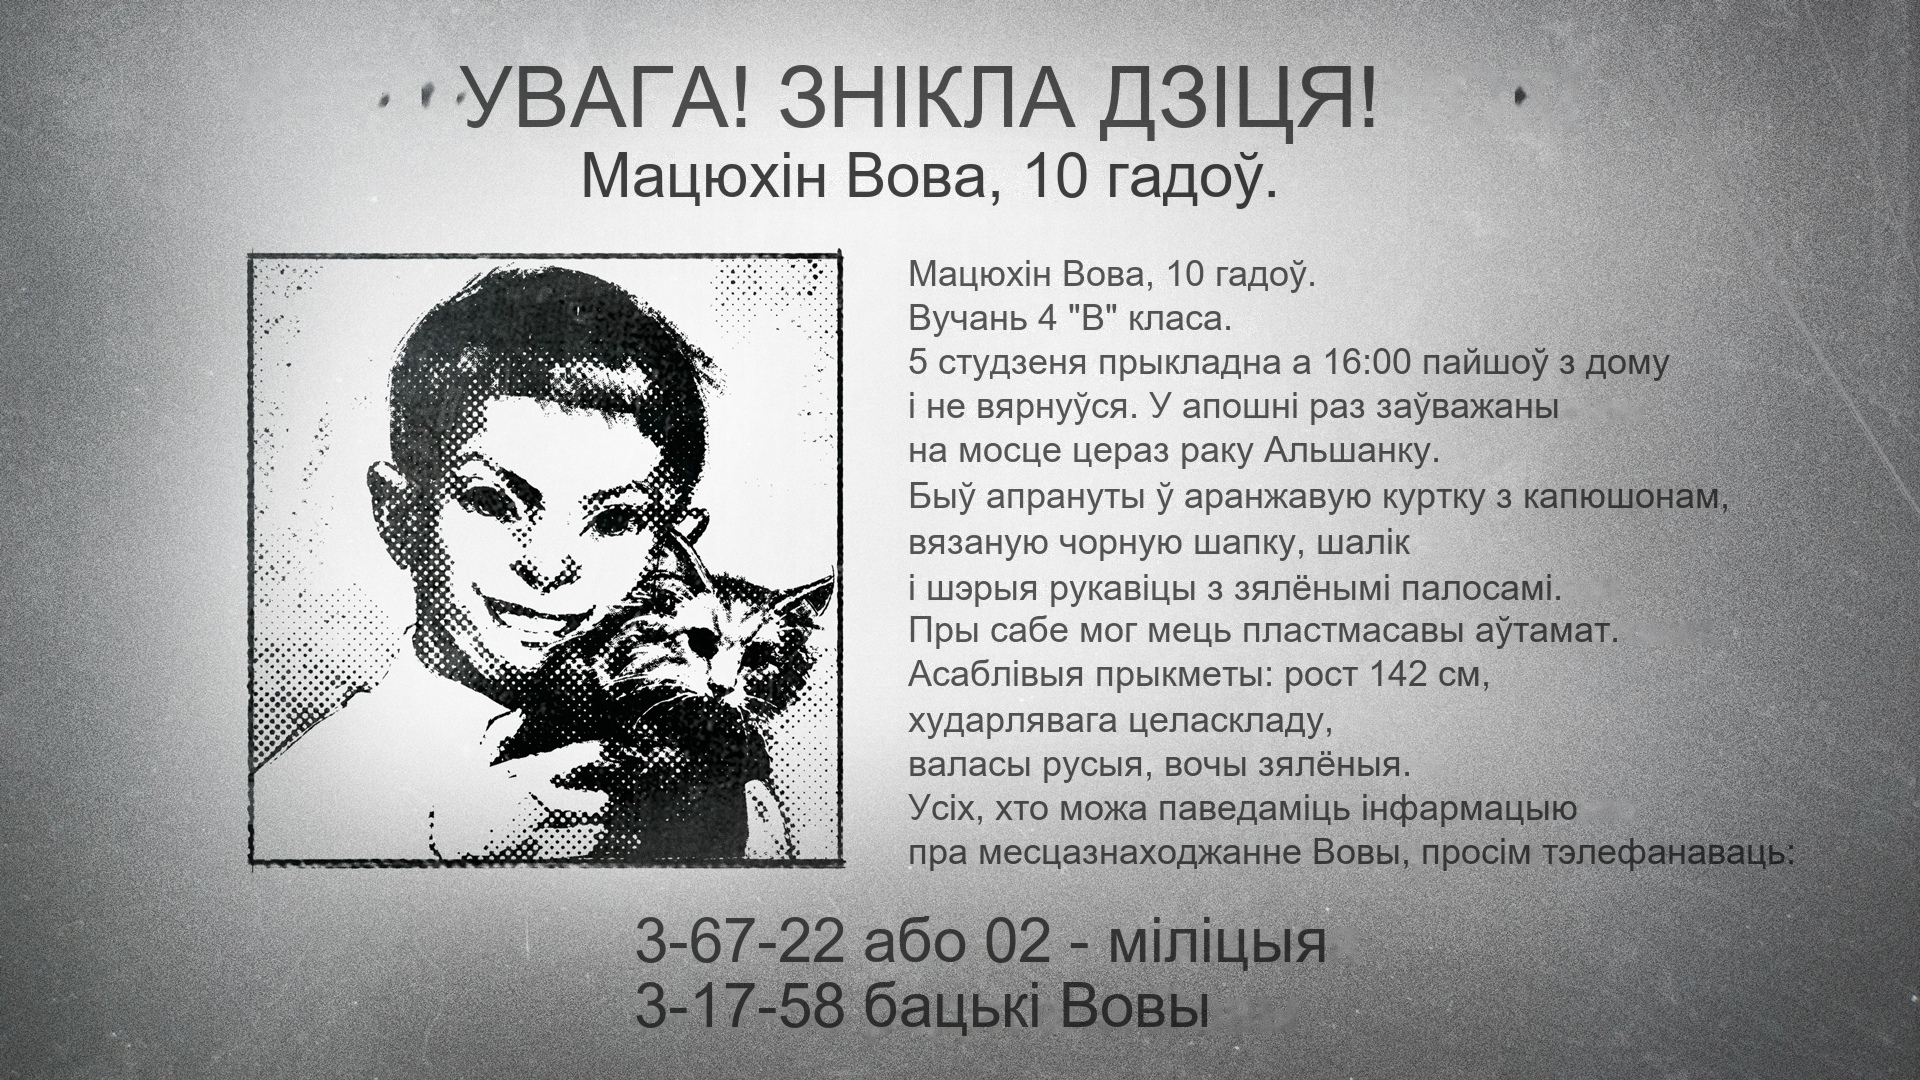 УВАГА! ЗНІКЛА ДЗІЦЯ!
Мацюхін Вова, 10 гадоў.
Мацюхін Вова, 10 гадоў.
Вучань 4 "В" класа.
5 студзеня прыкладна а 16:00 пайшоў з дому
і не вярнуўся. У апошні раз заўважаны
на мосце цераз раку Альшанку.
Быў апрануты ў аранжавую куртку з капюшонам,
вязаную чорную шапку, шалік
і шэрыя рукавіцы з зялёнымі палосамі.
Пры сабе мог мець пластмасавы аўтамат.
Асаблівыя прыкметы: рост 142 см,
хударлявага целаскладу,
валасы русыя, вочы зялёныя.
Усіх, хто можа паведаміць інфармацыю
пра месцазнаходжанне Вовы, просім тэлефанаваць:
3-67-22 або 02 - міліцыя
3-17-58 бацькі Вовы